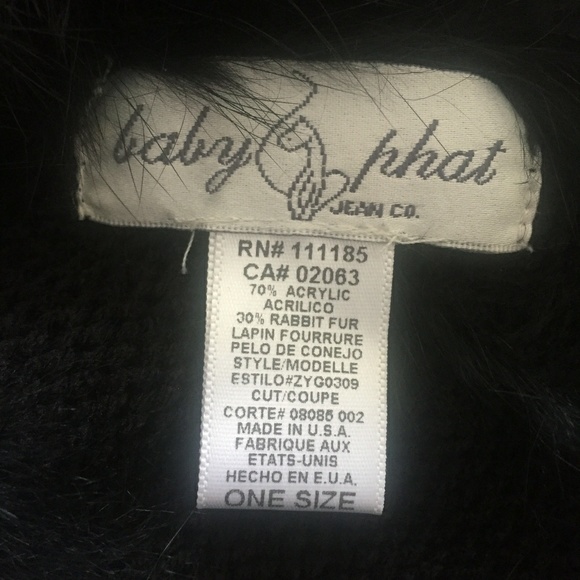 baby phat
JEAN CO.
RN# 111185
CA# 02063
70% ACRYLIC
ACRILICO
30% RABBIT FUR
LAPIN FOURRURE
PELO DE CONEJO
STYLE/MODELLE
ESTILO#ZYG0309
CUT/COUPE
CORTE# 08085 002
MADE IN U.S.A.
FABRIQUE AUX
ETATS-UNIS
HECHO EN E.U.A.
ONE SIZE